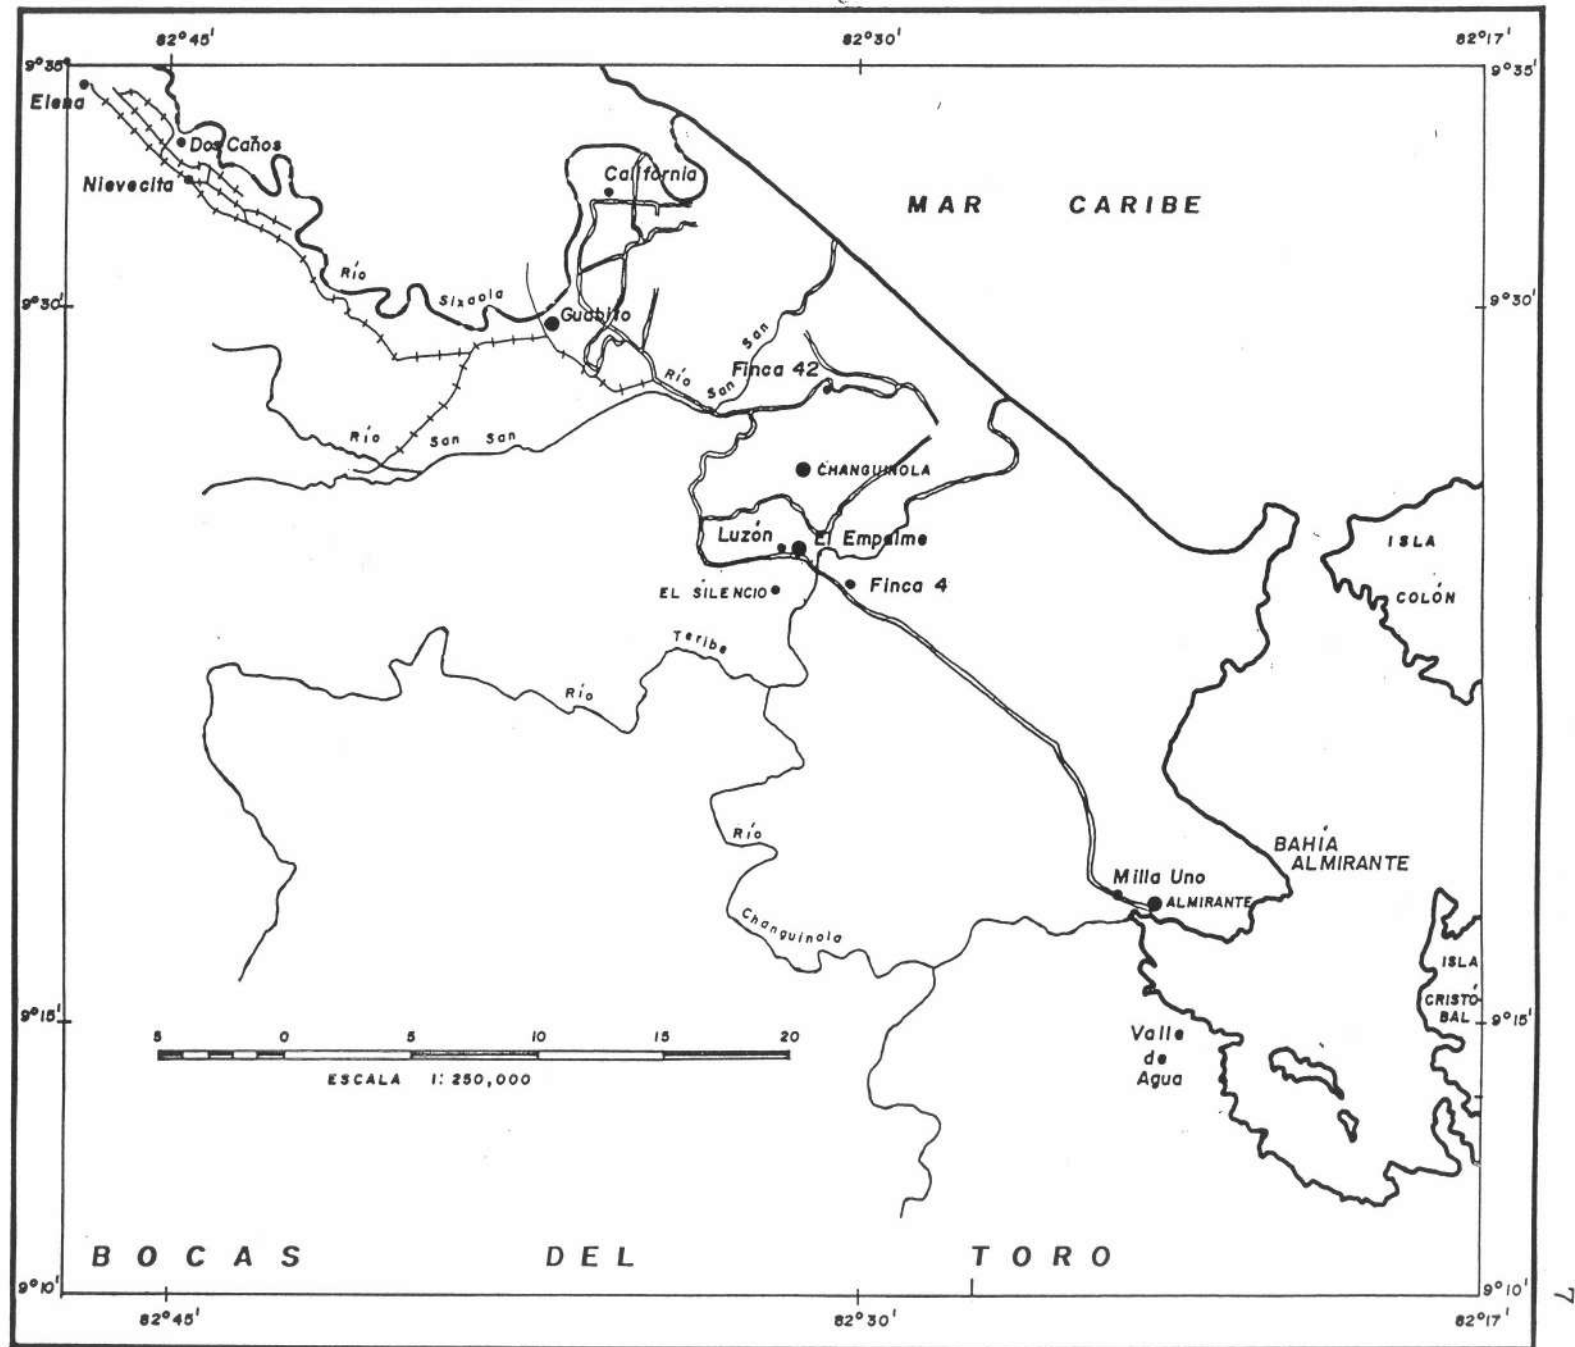 82°45'
82°30'
82°17'
9°35'
9°35'
Elena
Dos Caños
Nievecita
California
MAR CARIBE
Río
Sixaola
9°30'
9°30'
Guabito
San
Río
San
Finca 42
Río
San
San
CHANGUINOLA
Luzón
El Empalme
ISLA
COLÓN
EL SILENCIO
Finca 4
Teribe
Río
Río
BAHÍA
ALMIRANTE
Milla Uno
ALMIRANTE
Changuinola
ISLA
CRISTÓ
BAL
9°15'
9°15'
Valle
de
Agua
5 0 5 10 15 20
ESCALA 1:250,000
BOCAS DEL TORO
9°10'
9°10'
82°45'
82°30'
82°17'
7